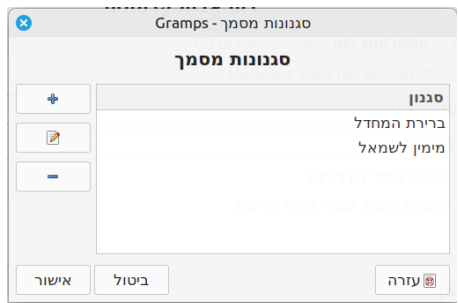 סגנונות מסמך - Gramps
סגנונות מסמך
סגנון
ברירת המחדל
מימין לשמאל
עזרה
ביטול
אישור